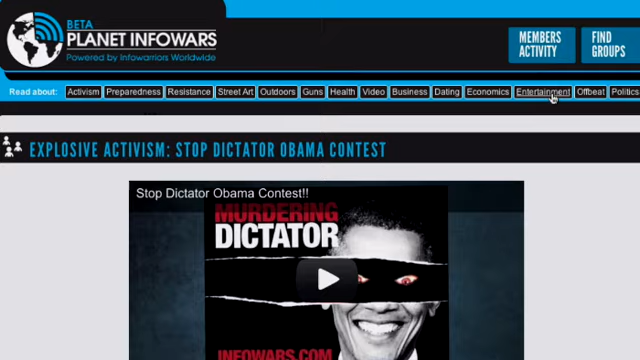 BETA
PLANET INFOWARS
Powered by Infowarriors Worldwide
MEMBERS
ACTIVITY
FIND
GROUPS
Read about: Activism Preparedness Resistance Street Art Outdoors Guns Health Video Business Dating Economics Entertainment Offbeat Politics
EXPLOSIVE ACTIVISM: STOP DICTATOR OBAMA CONTEST
Stop Dictator Obama Contest!!
MURDERING
DICTATOR
INFOWARS.COM